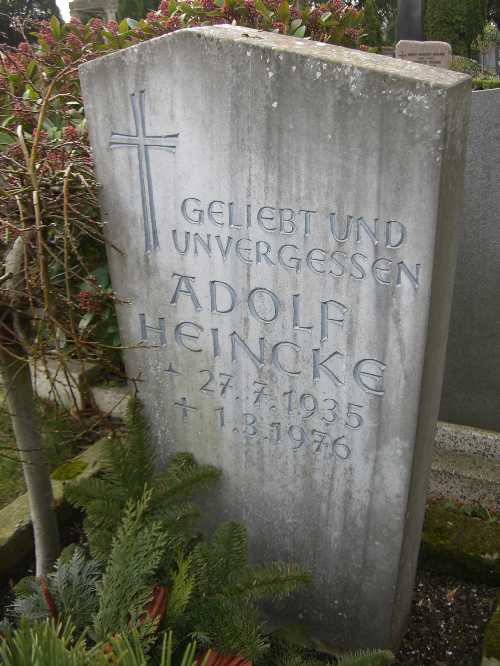 GELIEBT UND
UNVERGESSEN
ADOLF
HEINCKE
* 27.7.1935
† 1.3.1976